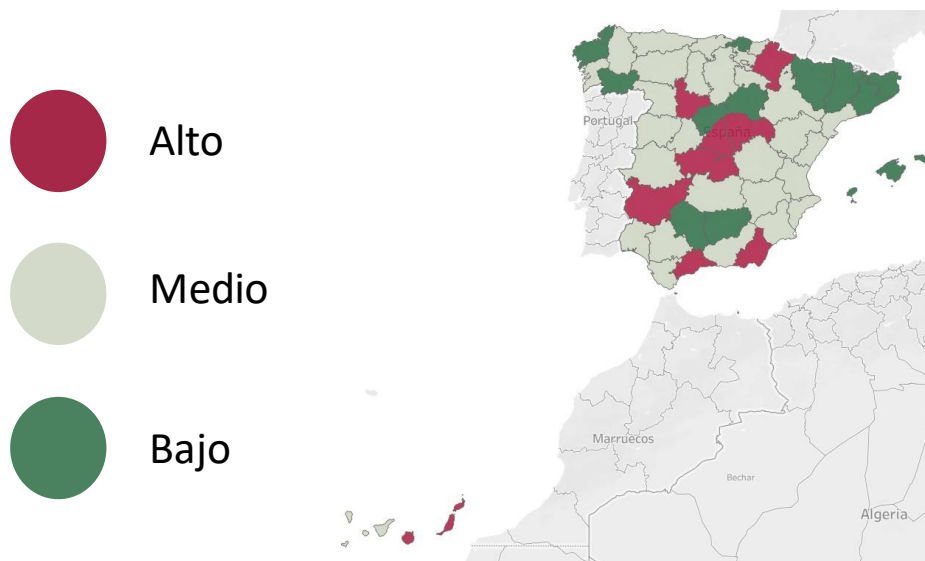 Alto
Medio
Bajo
Portugal
España
Marruecos
Bechar
Algeria